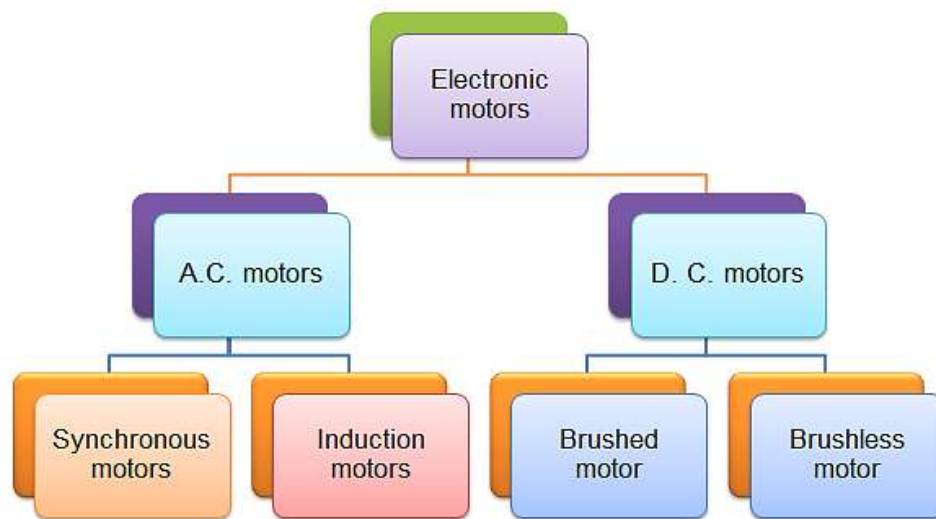 Electronic
motors
A.C. motors
D. C. motors
Synchronous
motors
Induction
motors
Brushed
motor
Brushless
motor